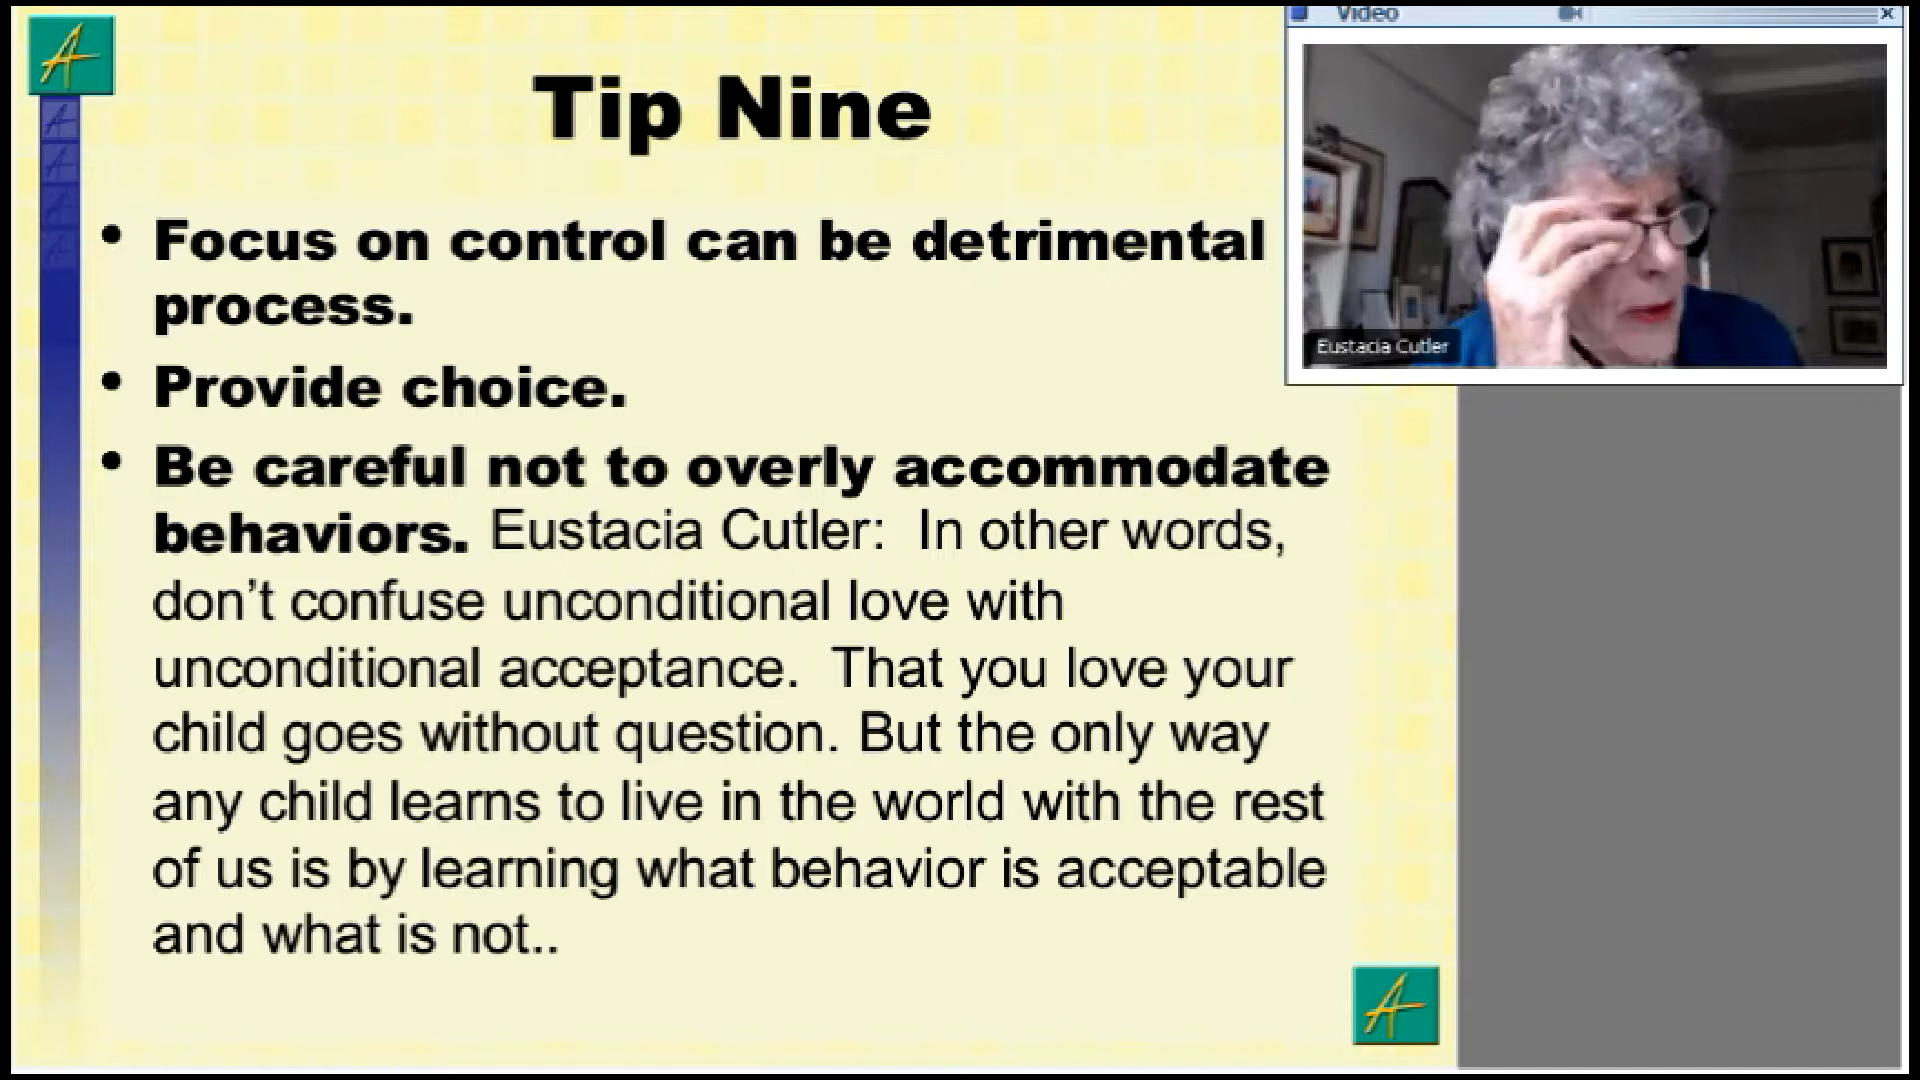 Video
Tip Nine
• Focus on control can be detrimental
process.
• Provide choice.
• Be careful not to overly accommodate
behaviors. Eustacia Cutler:  In other words,
don’t confuse unconditional love with
unconditional acceptance.  That you love your
child goes without question. But the only way
any child learns to live in the world with the rest
of us is by learning what behavior is acceptable
and what is not..
Eustacia Cutler
A
A